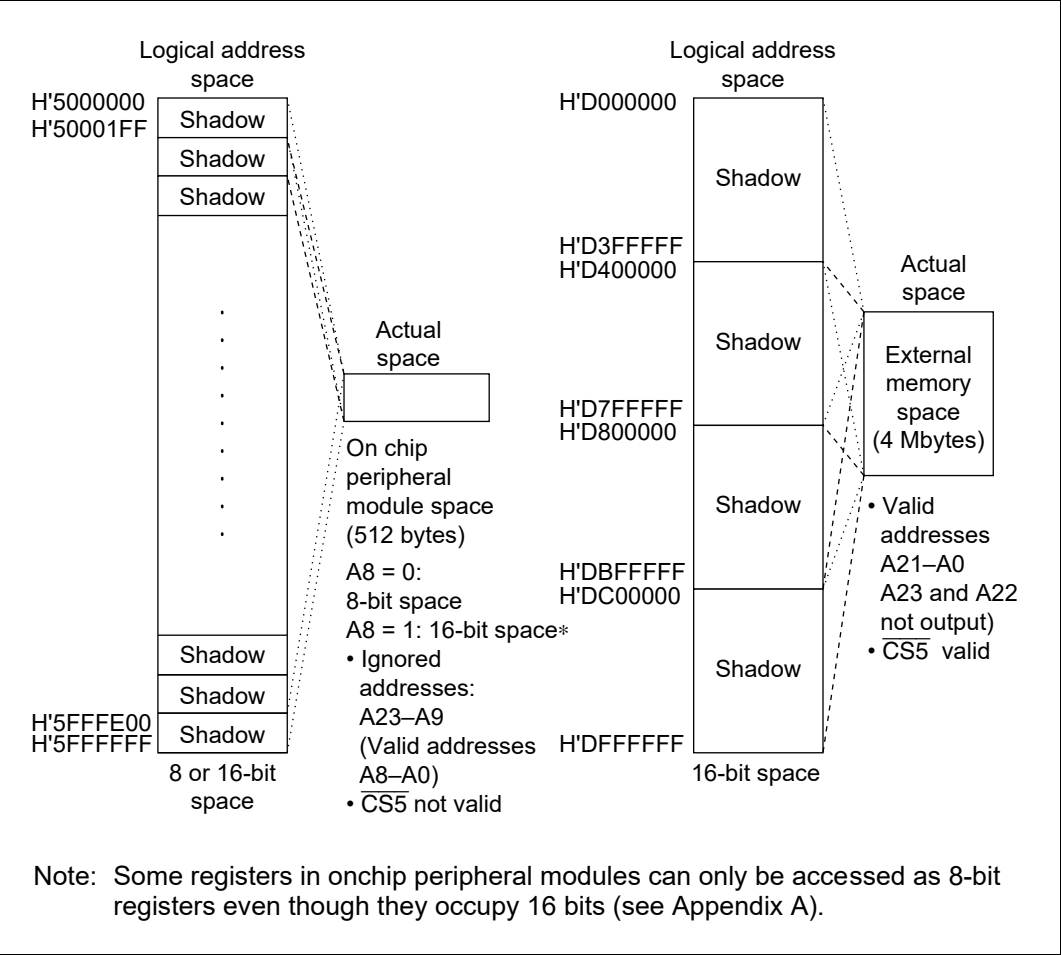 Logical address
space
H'5000000
H'50001FF
Shadow
Shadow
Shadow
Shadow
Shadow
Shadow
H'5FFFE00
H'5FFFFFF
8 or 16-bit
space
Actual
space
On chip
peripheral
module space
(512 bytes)
A8 = 0:
8-bit space
A8 = 1: 16-bit space*
• Ignored
addresses:
A23–A9
(Valid addresses
A8–A0)
• C̅S̅5̅ not valid
Logical address
space
H'D000000
Shadow
H'D3FFFFF
H'D400000
Shadow
H'D7FFFFF
H'D800000
Shadow
H'DBFFFFF
H'DC00000
Shadow
H'DFFFFFF
16-bit space
Actual
space
External
memory
space
(4 Mbytes)
• Valid
addresses
A21–A0
A23 and A22
not output)
• C̅S̅5̅ valid
Note: Some registers in onchip peripheral modules can only be accessed as 8-bit
registers even though they occupy 16 bits (see Appendix A).